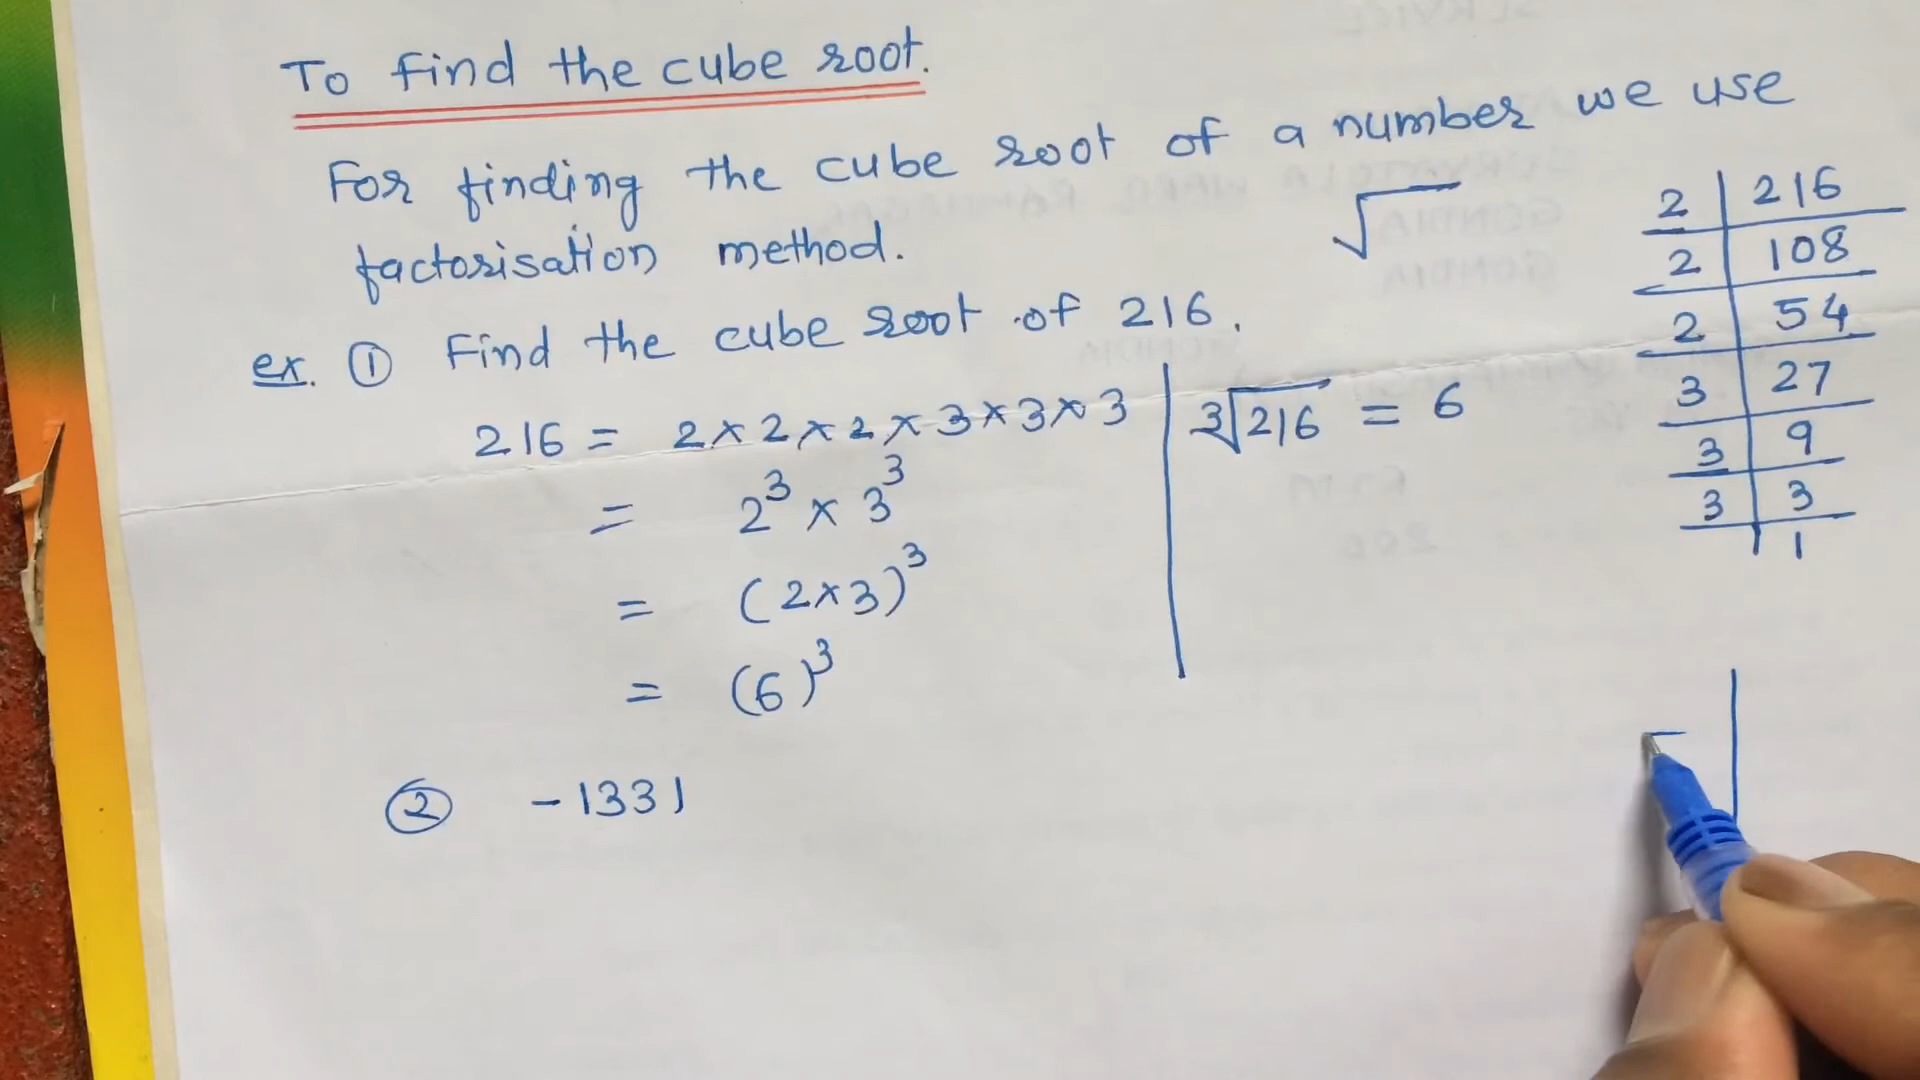 To find the cube root.
For finding the cube root of a number we use
factorisation method.
√
ex. ① Find the cube root of 216.
216 = 2×2×2×3×3×3
= 2³ × 3³
= (2×3)³
= (6)³
∛216 = 6
2 | 216
2 | 108
2 | 54
3 | 27
3 | 9
3 | 3
| 1
② -1331